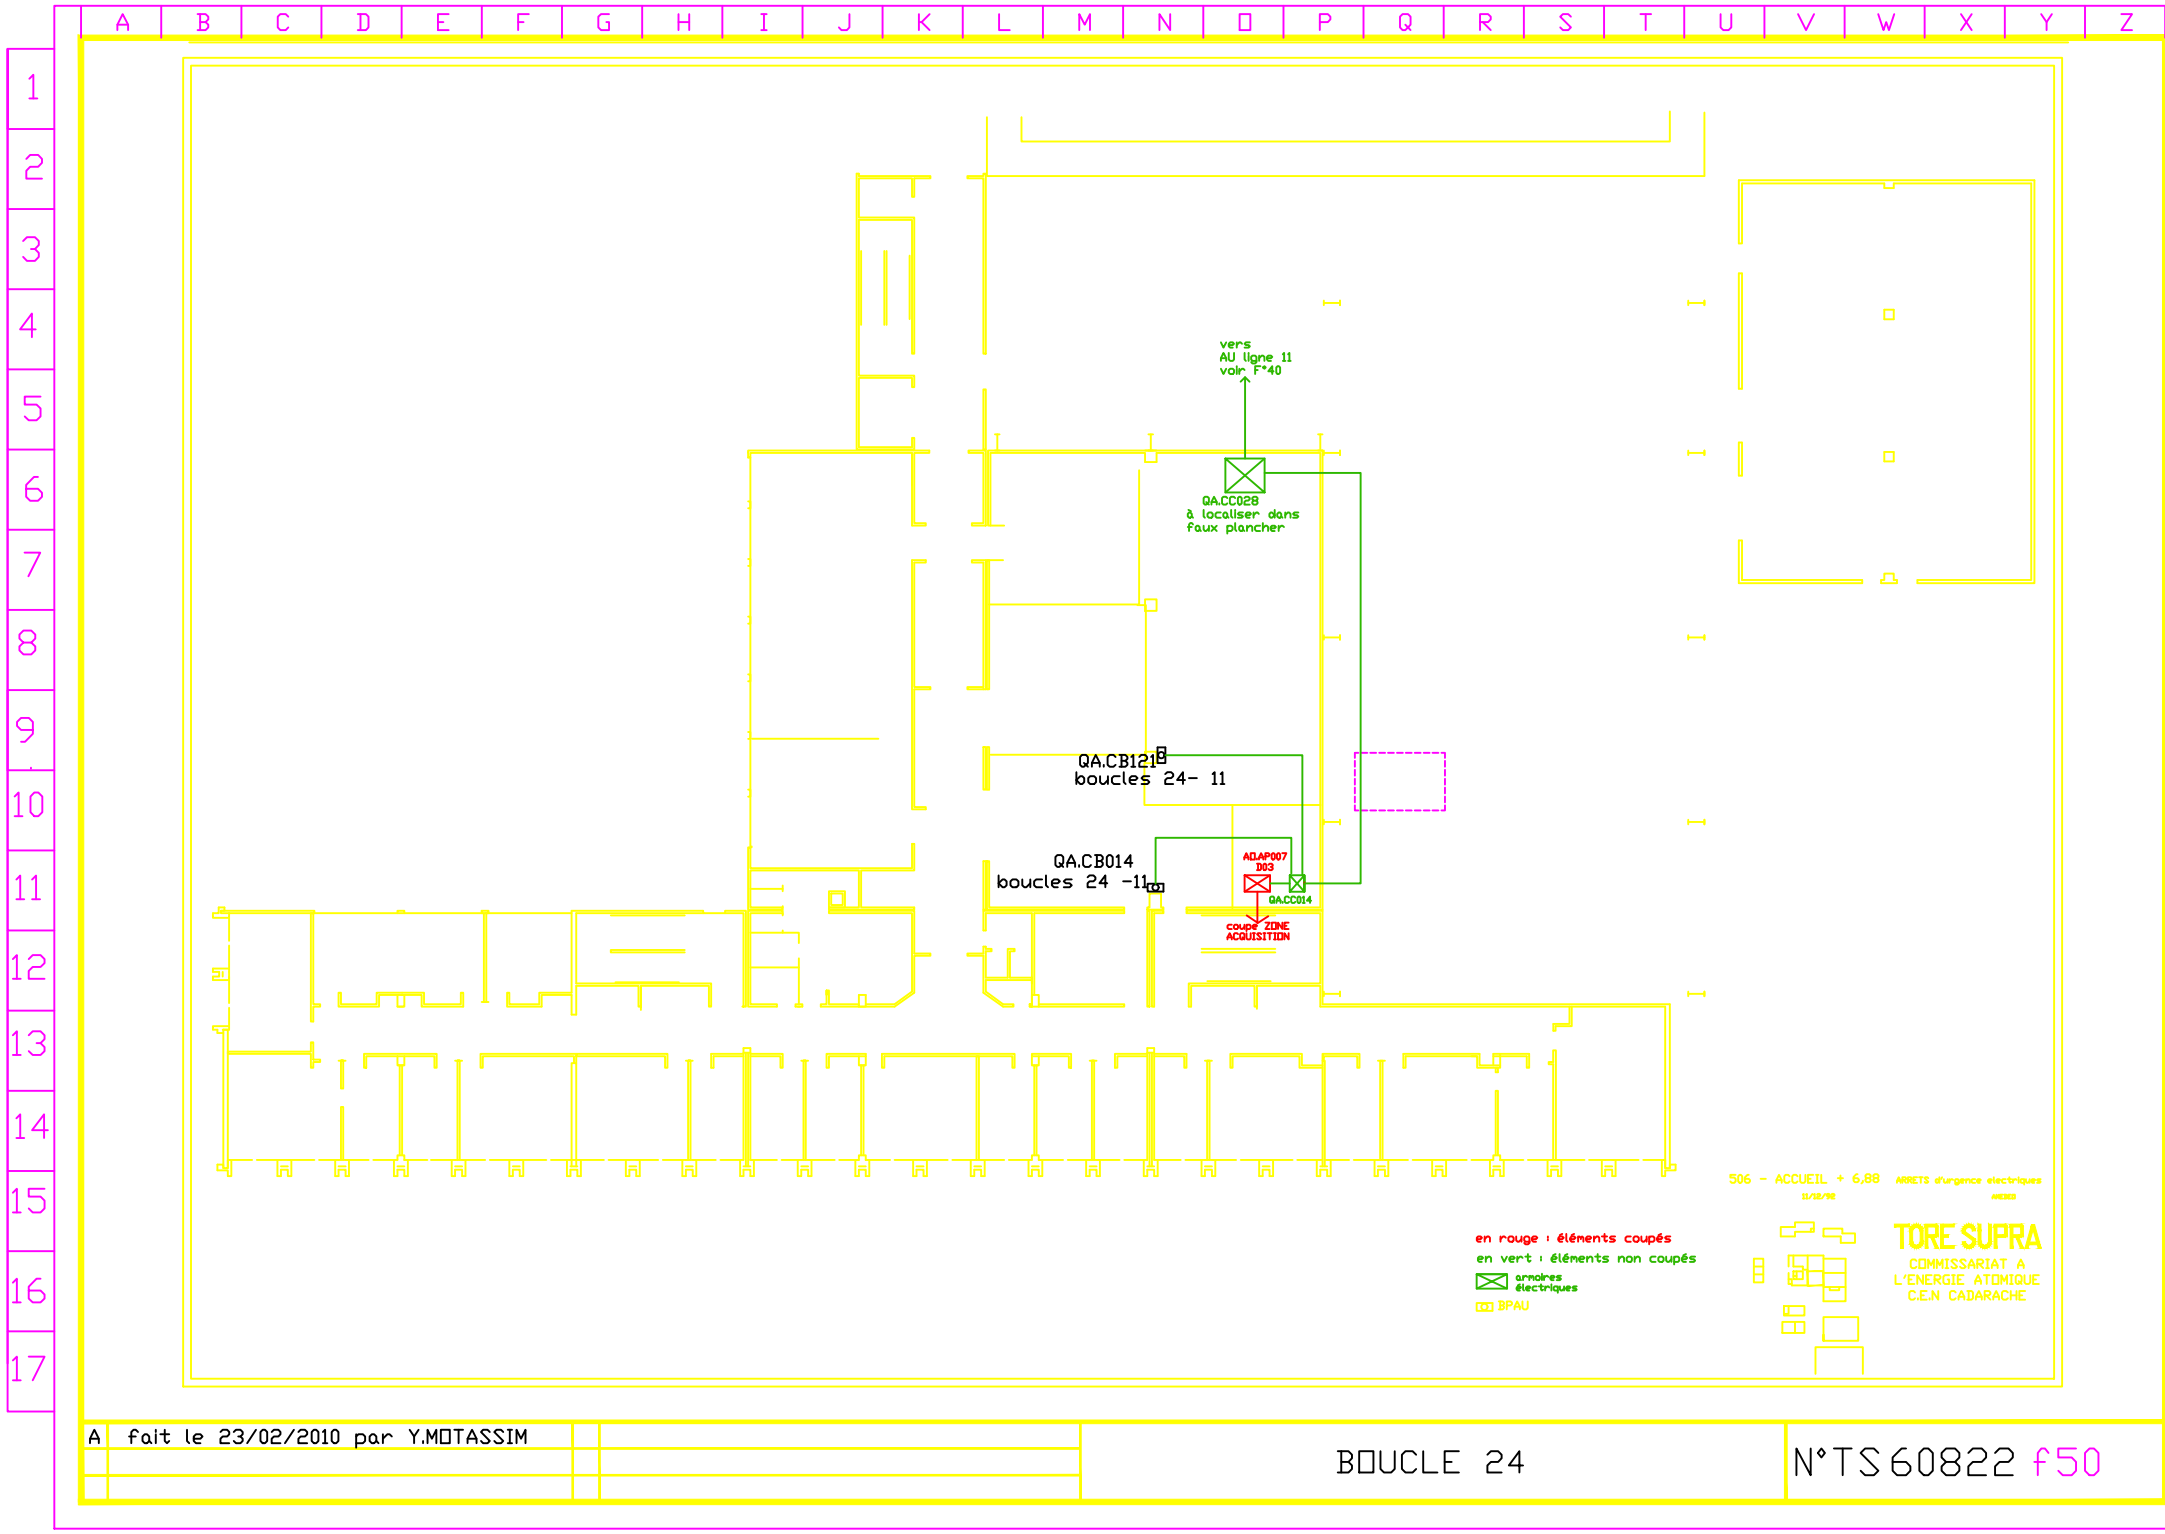 A B C D E F G H I J K L M N O P Q R S T U V W X Y Z
1
2
3
4
5
6
7
8
9
10
11
12
13
14
15
16
17
vers
AU ligne 11
voir F°40
QA.CC028
à localiser dans
faux plancher
QA.CB121
boucles 24- 11
QA.CB014
boucles 24 -11
AO.AP007
D03
QA.CC014
coupe ZONE
ACQUISITION
506 - ACCUEIL + 6,88
ARRETS d'urgence electriques
TORE SUPRA
COMMISSARIAT A
L'ENERGIE ATOMIQUE
C.E.N CADARACHE
en rouge : éléments coupés
en vert : éléments non coupés
armoires
électriques
BPAU
A fait le 23/02/2010 par Y.MOTASSIM
BOUCLE 24
N°TS 60822 f50